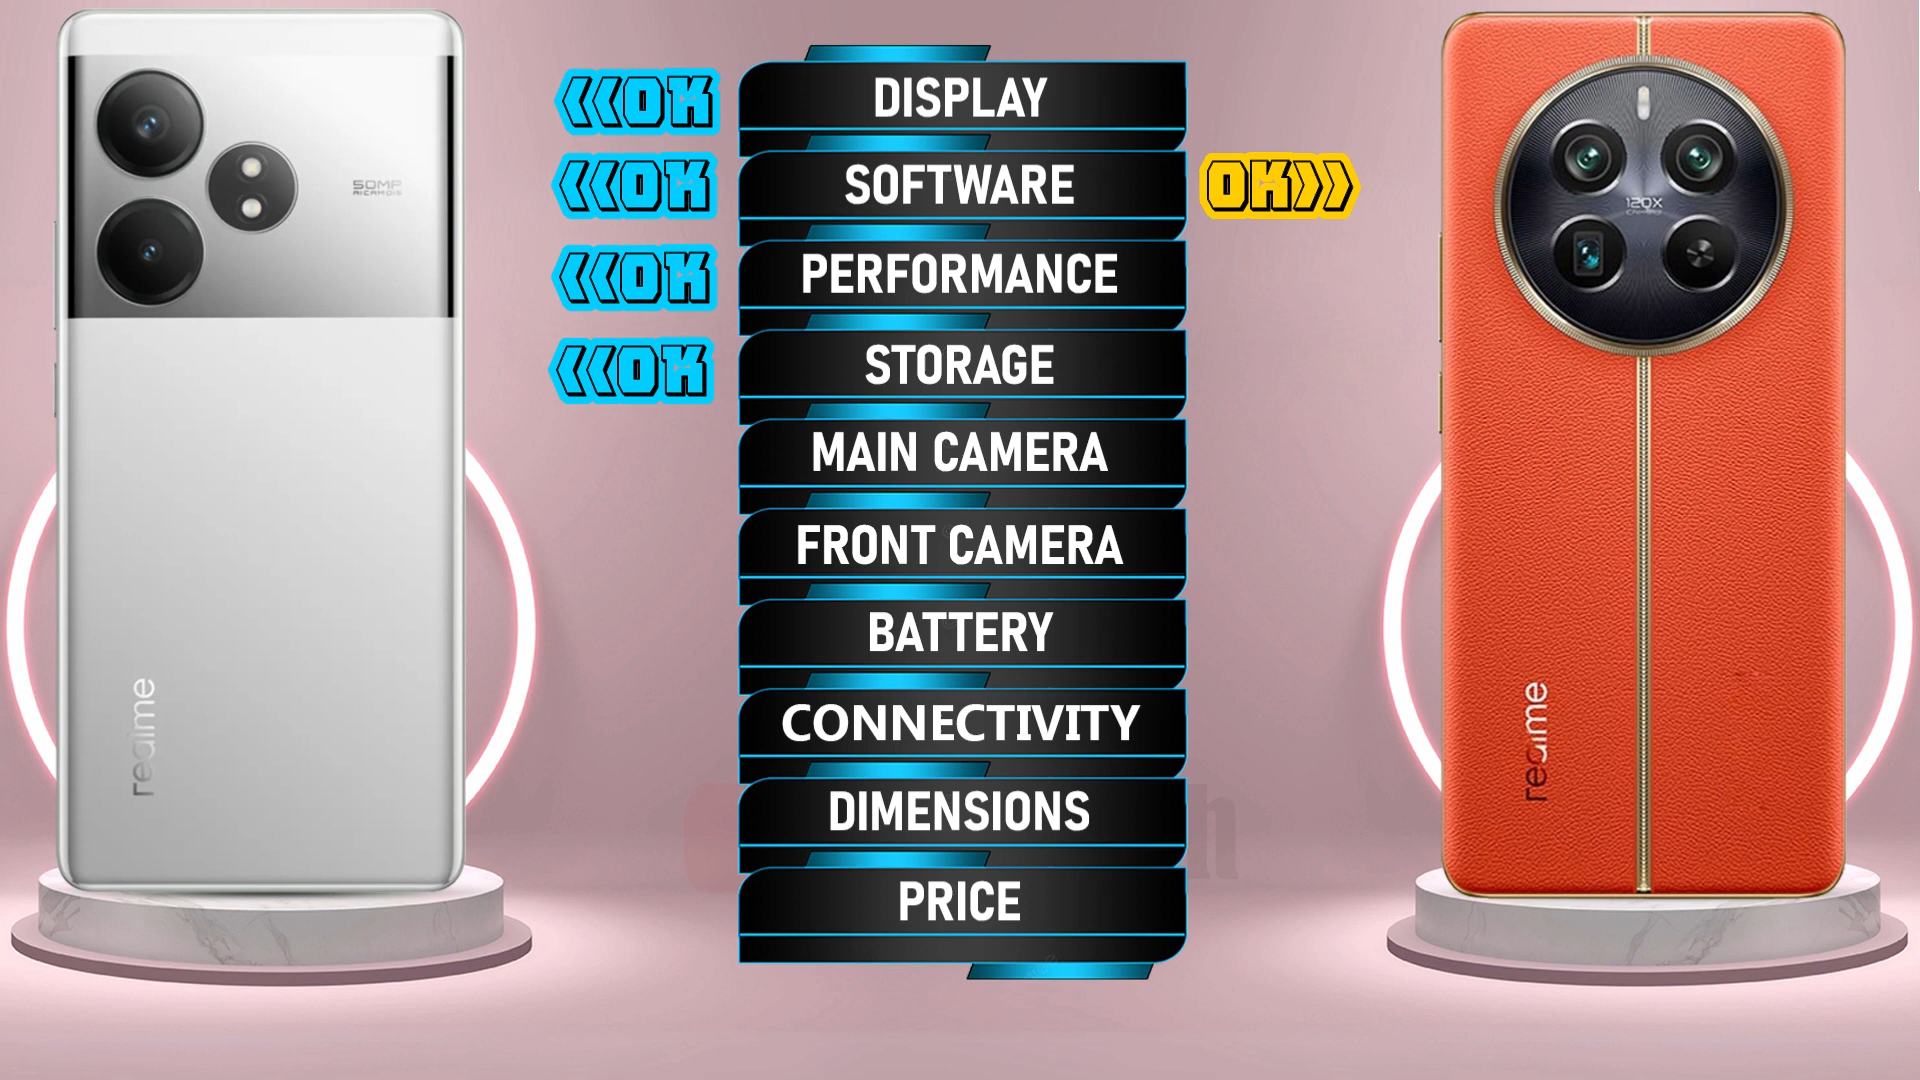 <<OK DISPLAY
<<OK SOFTWARE OK>>
<<OK PERFORMANCE
<<OK STORAGE
MAIN CAMERA
FRONT CAMERA
BATTERY
CONNECTIVITY
DIMENSIONS
PRICE
50MP
realme
120X
realme